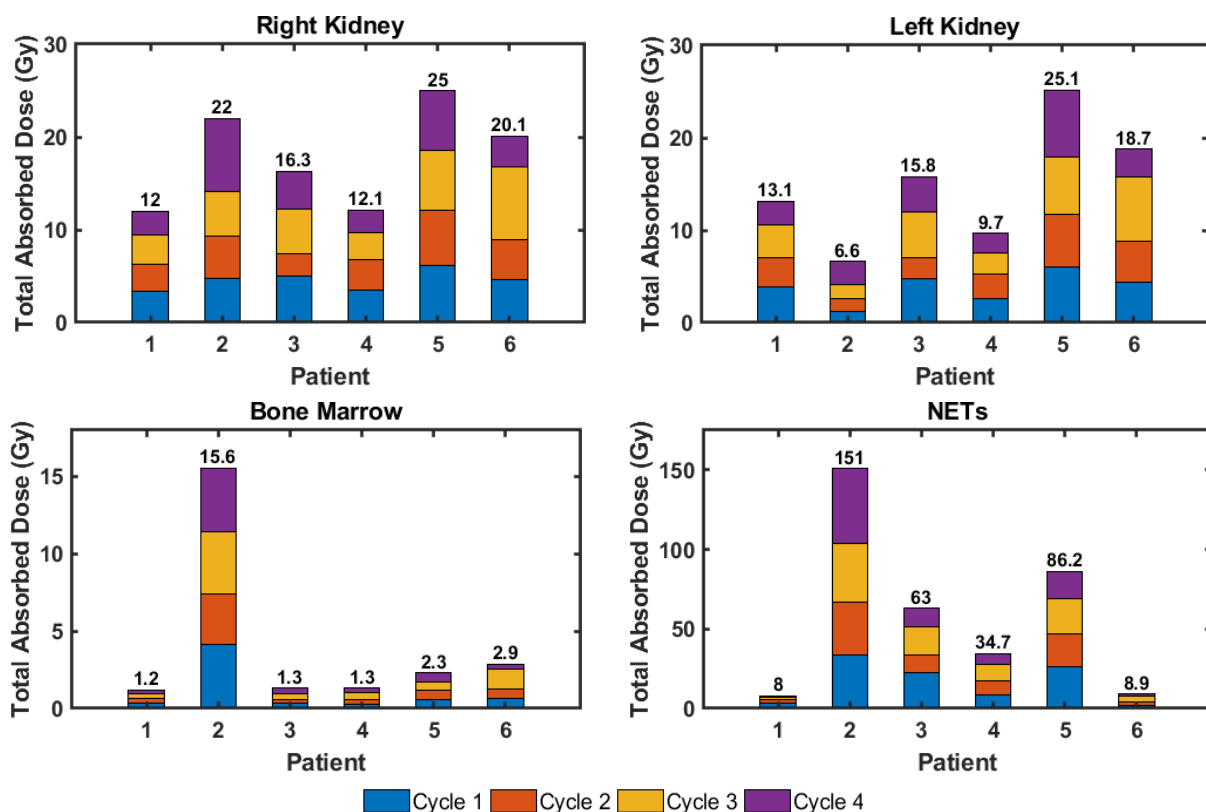 Right Kidney
Total Absorbed Dose (Gy)
30
20
10
0
12
22
16.3
12.1
25
20.1
1 2 3 4 5 6
Patient
Left Kidney
Total Absorbed Dose (Gy)
30
20
10
0
13.1
6.6
15.8
9.7
25.1
18.7
1 2 3 4 5 6
Patient
Bone Marrow
Total Absorbed Dose (Gy)
15
10
5
0
1.2
15.6
1.3
1.3
2.3
2.9
1 2 3 4 5 6
Patient
NETs
Total Absorbed Dose (Gy)
150
100
50
0
8
151
63
34.7
86.2
8.9
1 2 3 4 5 6
Patient
Cycle 1 Cycle 2 Cycle 3 Cycle 4